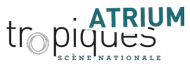 tropiques ATRIUM
SCÈNE NATIONALE